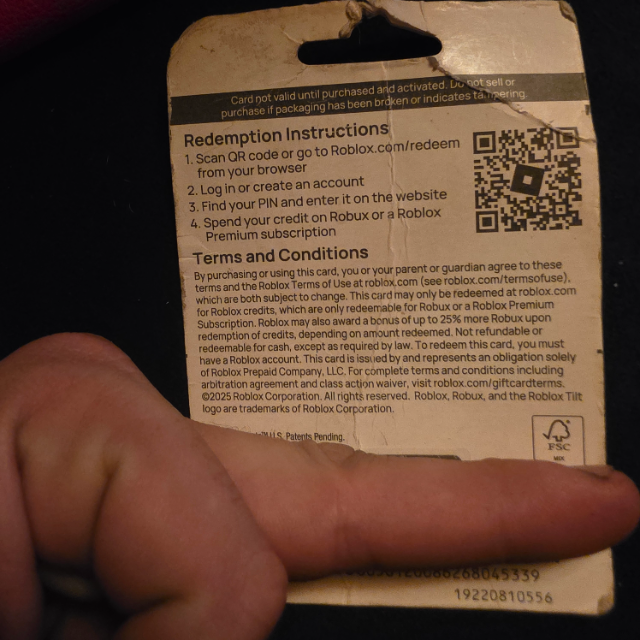 Card not valid until purchased and activated. Do not sell or
purchase if packaging has been broken or indicates tampering.
Redemption Instructions
1. Scan QR code or go to Roblox.com/redeem
from your browser
2. Log in or create an account
3. Find your PIN and enter it on the website
4. Spend your credit on Robux or a Roblox
Premium subscription
Terms and Conditions
By purchasing or using this card, you or your parent or guardian agree to these
terms and the Roblox Terms of Use at roblox.com (see roblox.com/termsofuse),
which are both subject to change. This card may only be redeemed at roblox.com
for Roblox credits, which are only redeemable for Robux or a Roblox Premium
Subscription. Roblox may also award a bonus of up to 25% more Robux upon
redemption of credits, depending on amount redeemed. Not refundable or
redeemable for cash, except as required by law. To redeem this card, you must
have a Roblox account. This card is issued by and represents an obligation solely
of Roblox Prepaid Company, LLC. For complete terms and conditions including
arbitration agreement and class action waiver, visit roblox.com/giftcardterms.
©2025 Roblox Corporation. All rights reserved. Roblox, Robux, and the Roblox Tilt
logo are trademarks of Roblox Corporation.
U.S. Patents Pending.
FSC
MIX
19220810556